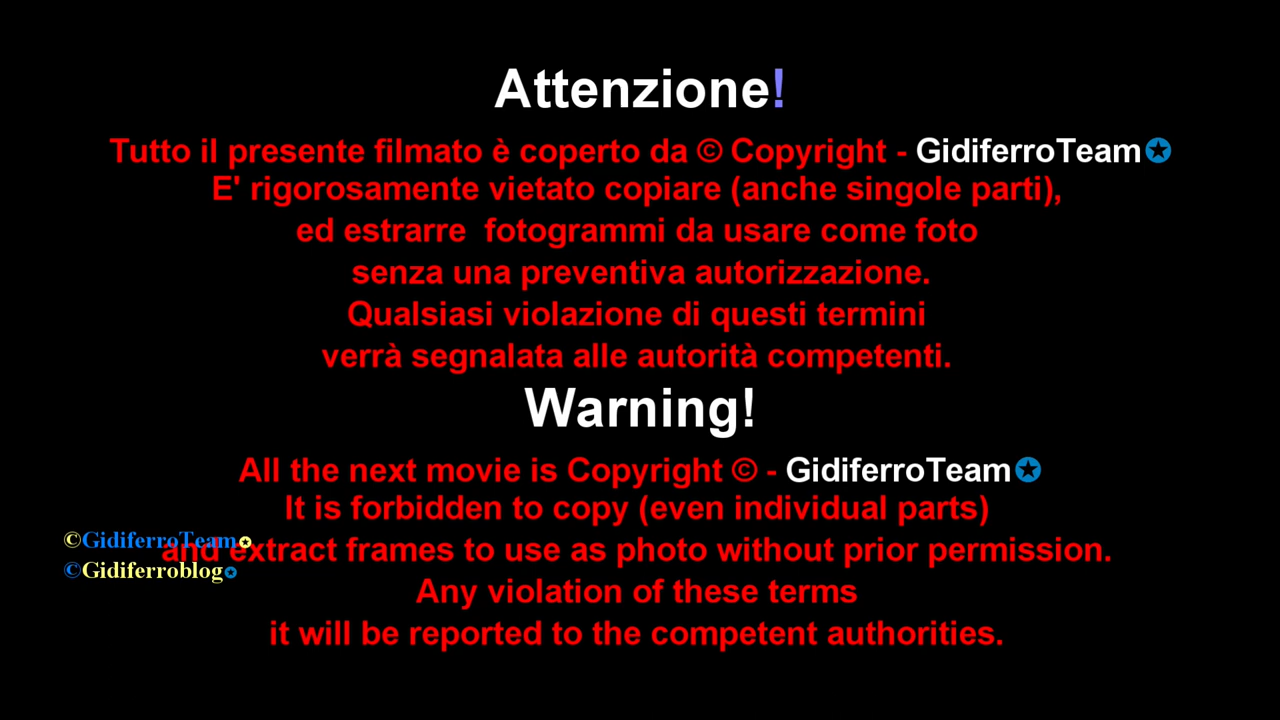 Attenzione!
Tutto il presente filmato è coperto da © Copyright - GidiferroTeam✪
E' rigorosamente vietato copiare (anche singole parti),
ed estrarre  fotogrammi da usare come foto
senza una preventiva autorizzazione.
Qualsiasi violazione di questi termini
verrà segnalata alle autorità competenti.
Warning!
All the next movie is Copyright © - GidiferroTeam✪
It is forbidden to copy (even individual parts)
©GidiferroTeam✪
and extract frames to use as photo without prior permission.
©Gidiferroblog✪
Any violation of these terms
it will be reported to the competent authorities.